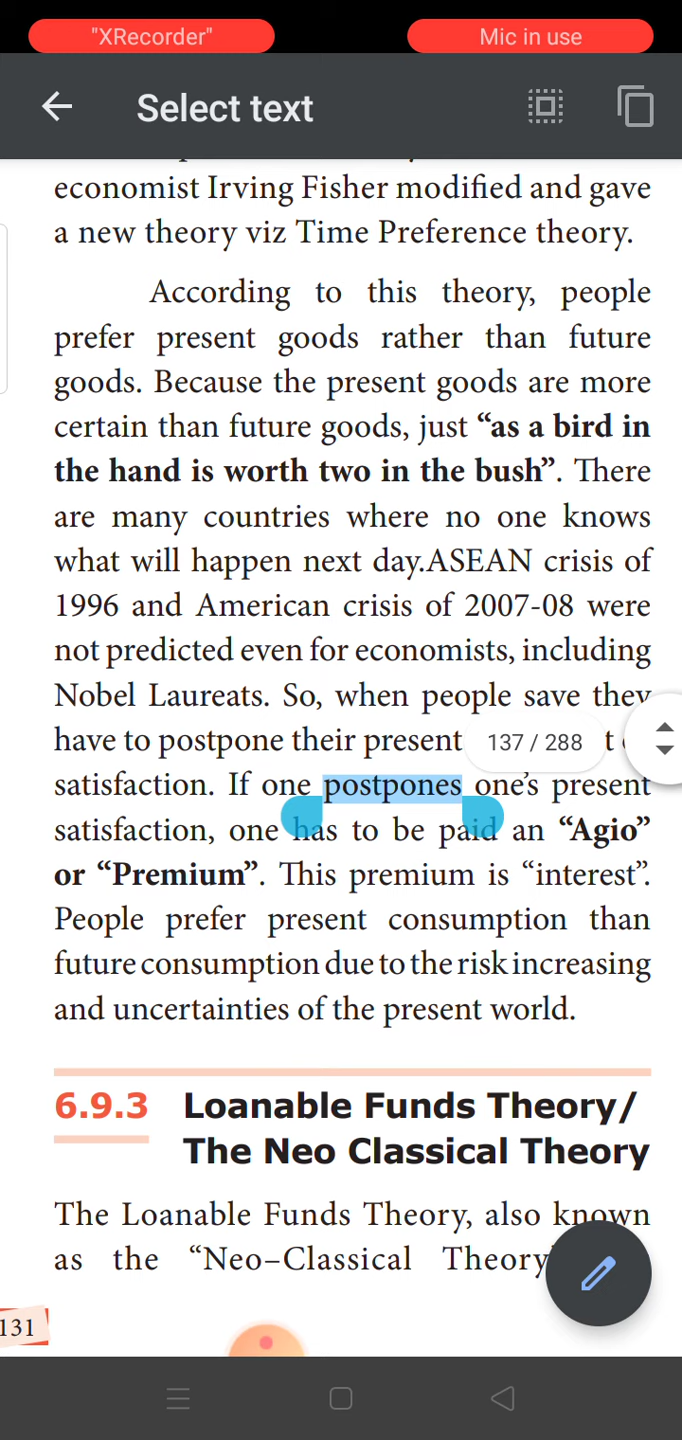 "XRecorder"
Mic in use
Select text
economist Irving Fisher modified and gave
a new theory viz Time Preference theory.
According to this theory, people
prefer present goods rather than future
goods. Because the present goods are more
certain than future goods, just “as a bird in
the hand is worth two in the bush”. There
are many countries where no one knows
what will happen next day.ASEAN crisis of
1996 and American crisis of 2007-08 were
not predicted even for economists, including
Nobel Laureats. So, when people save they
have to postpone their present
137 / 288
satisfaction. If one postpones one’s present
satisfaction, one has to be paid an “Agio”
or “Premium”. This premium is “interest”.
People prefer present consumption than
future consumption due to the risk increasing
and uncertainties of the present world.
6.9.3 Loanable Funds Theory/
The Neo Classical Theory
The Loanable Funds Theory, also known
as the “Neo–Classical Theory
131